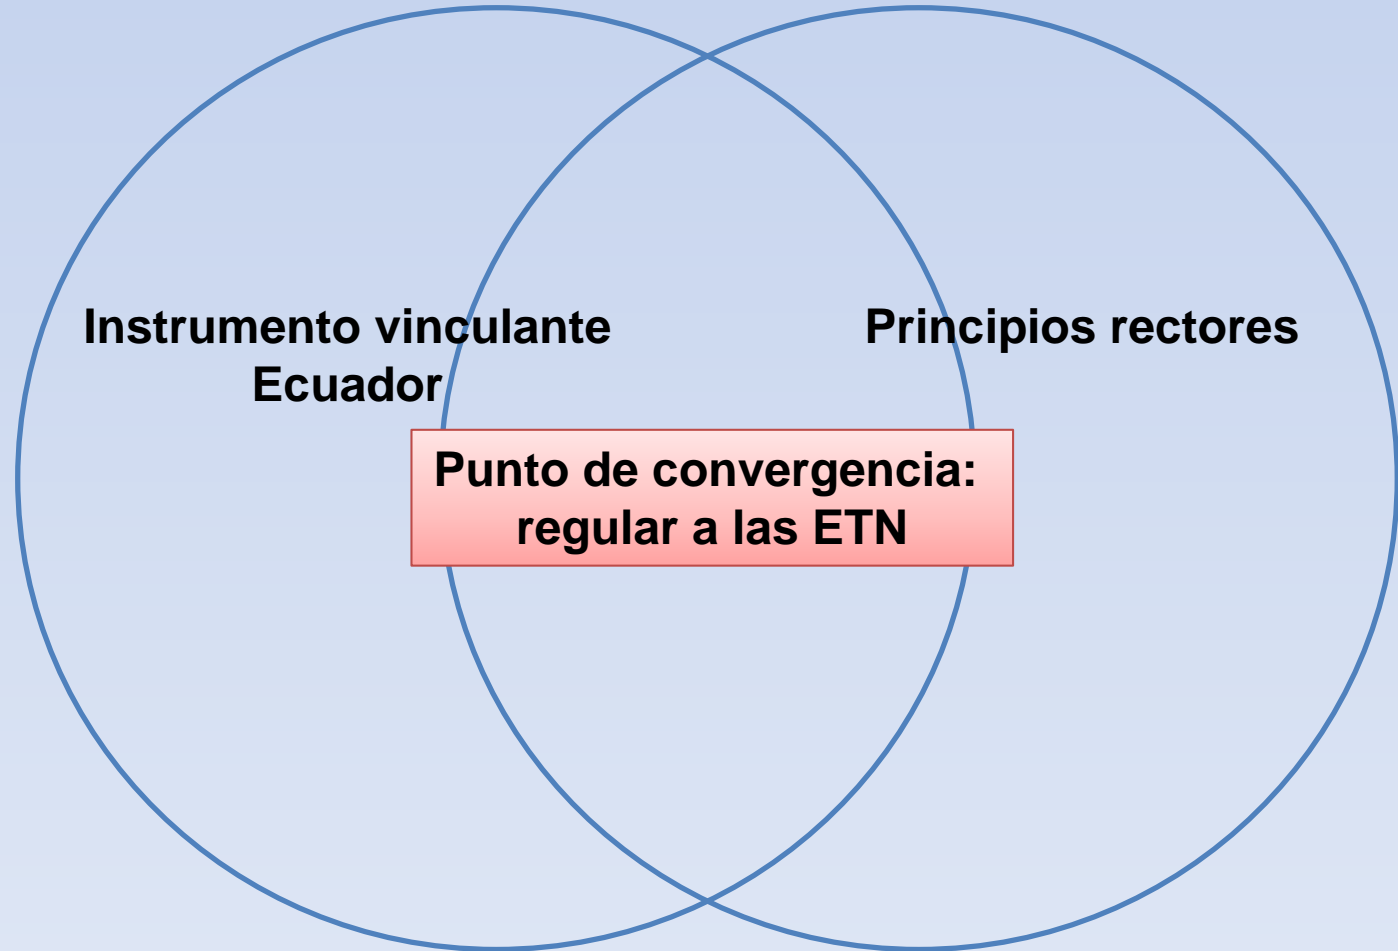 Instrumento vinculante
Ecuador
Principios rectores
Punto de convergencia:
regular a las ETN